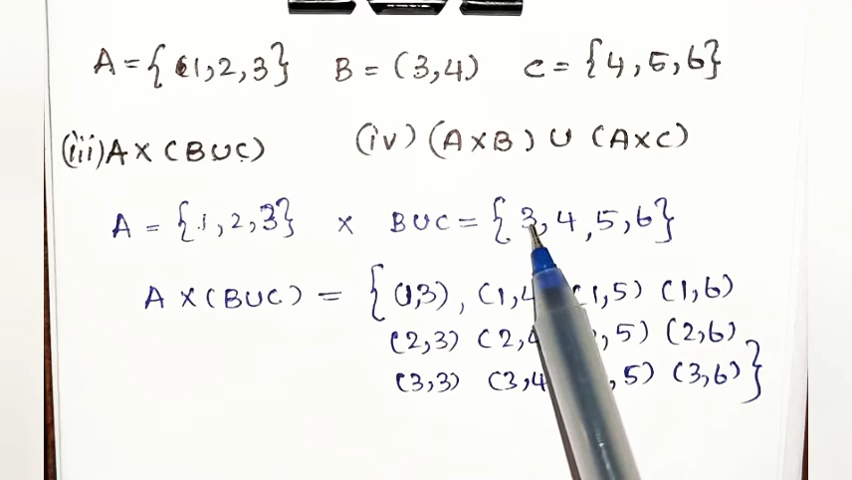 A = {1, 2, 3} B = (3, 4) C = {4, 5, 6}
(iii) A X (B U C) (iv) (A X B) U (A X C)
A = {1, 2, 3} X B U C = {3, 4, 5, 6}
A X (B U C) = { (1, 3), (1, 4 1, 5) (1, 6)
(2, 3) (2, 4 , 5) (2, 6)
(3, 3) (3, 4 , 5) (3, 6) }